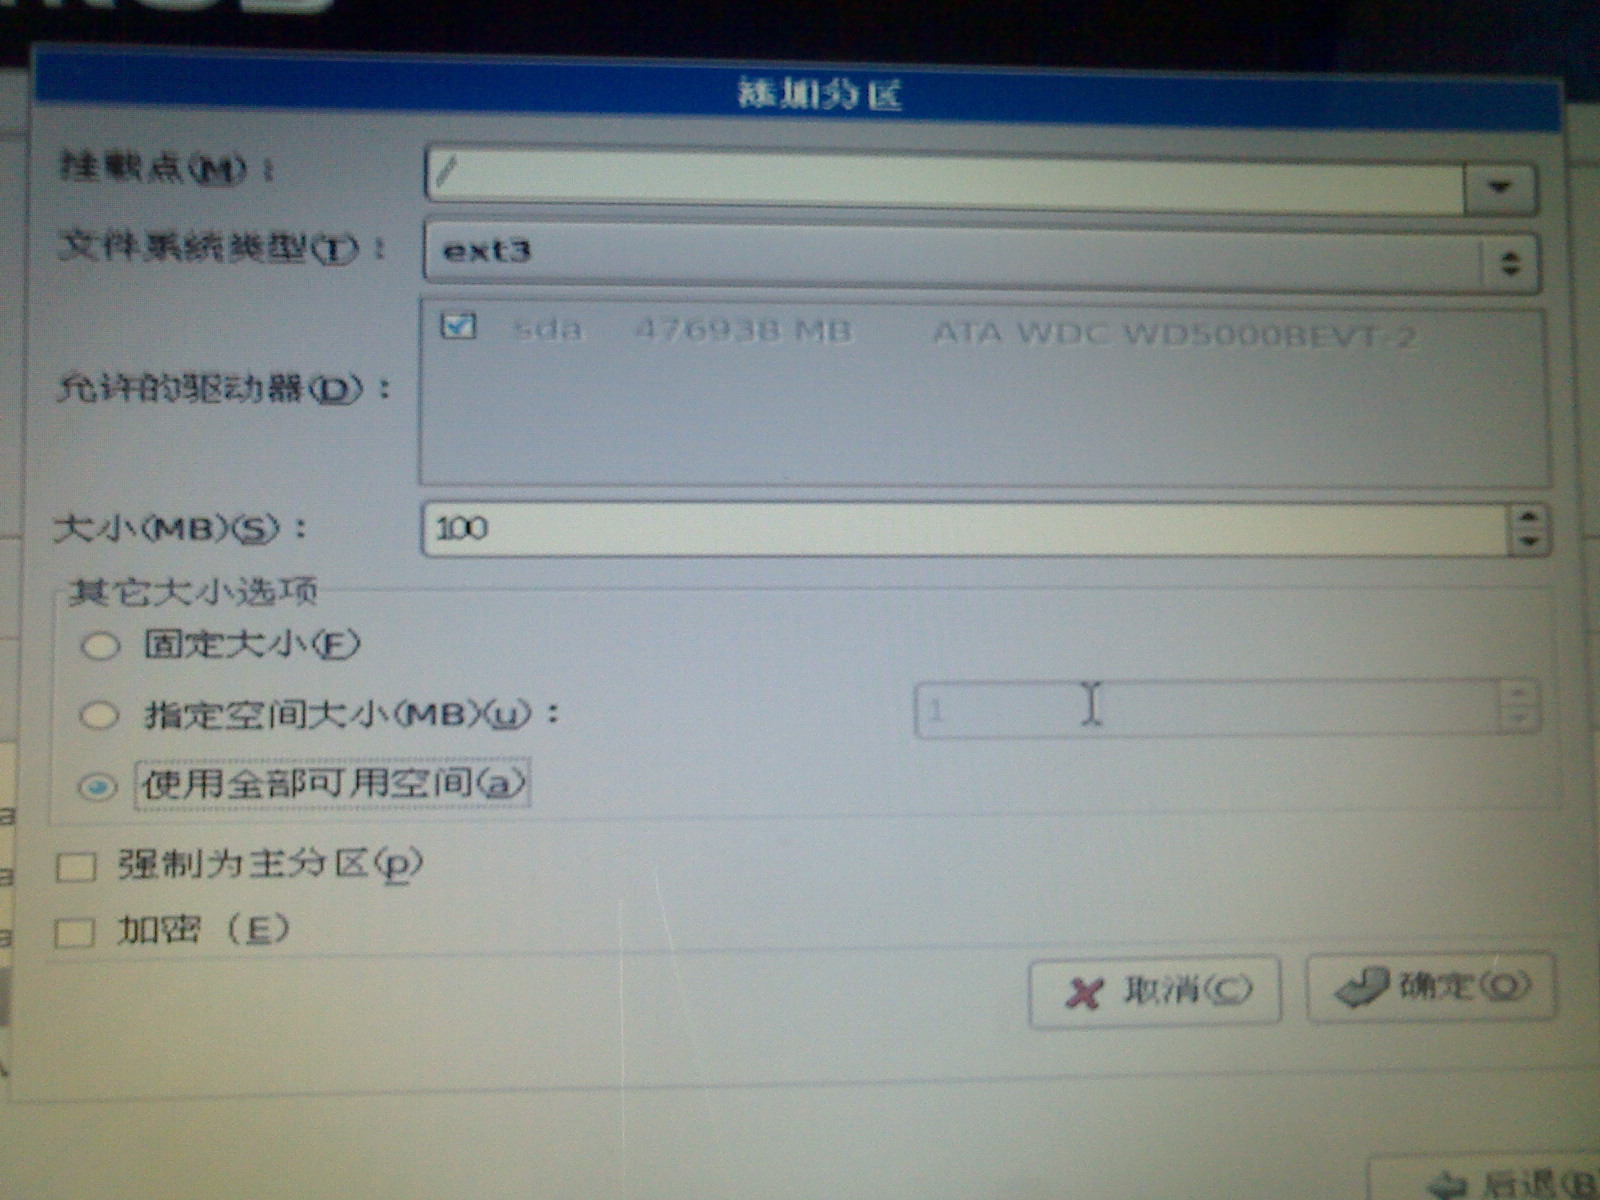 添加分区
挂载点(M)：
/
文件系统类型(T)：
ext3
允许的驱动器(D)：
sda 476938 MB ATA WDC WD5000BEVT-2
大小(MB)(S)：
100
其它大小选项
固定大小(F)
指定空间大小(MB)(u)：
1
使用全部可用空间(a)
强制为主分区(p)
加密（E）
取消(C)
确定(O)
后退(B